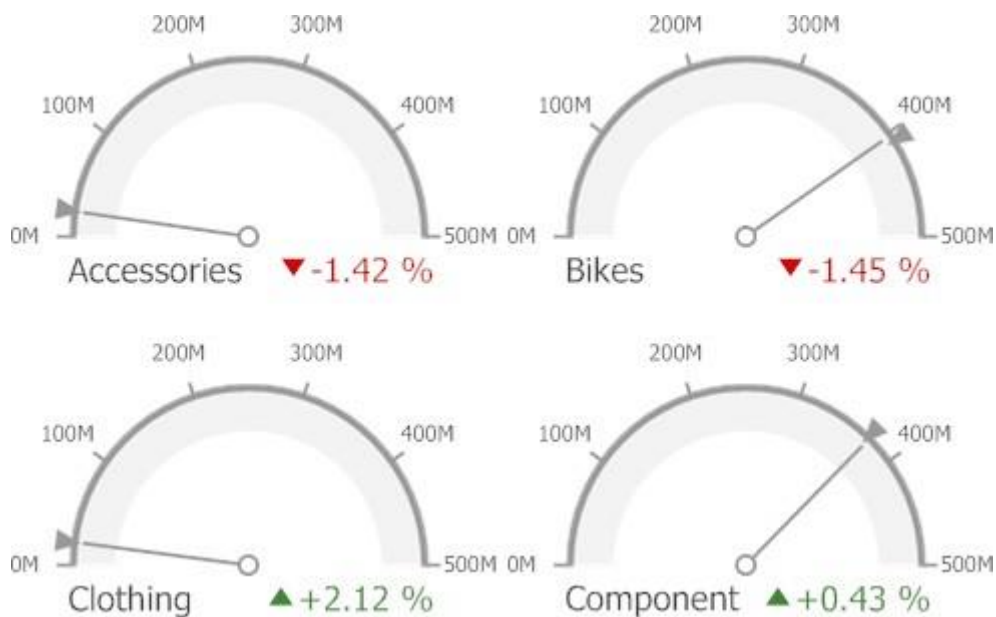 200M 300M
100M 400M
0M 500M
Accessories ▼ -1.42 %
200M 300M
100M 400M
0M 500M
Bikes ▼ -1.45 %
200M 300M
100M 400M
0M 500M
Clothing ▲ +2.12 %
200M 300M
100M 400M
0M 500M
Component ▲ +0.43 %